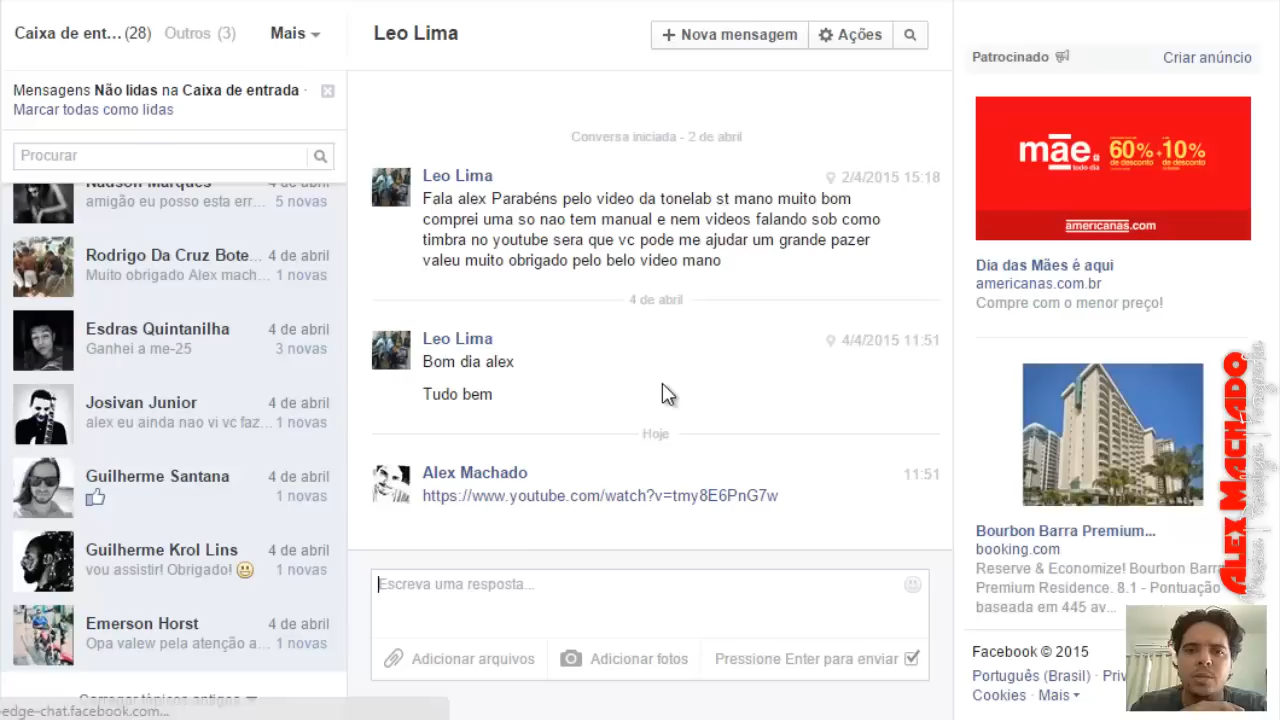 Caixa de ent... (28) Outros (3) Mais
Mensagens Não lidas na Caixa de entrada ·
Marcar todas como lidas
Procurar
Nadson Marques
amigão eu posso esta err... 5 novas
Rodrigo Da Cruz Bote... 4 de abril
Muito obrigado Alex mach... 1 novas
Esdras Quintanilha 4 de abril
Ganhei a me-25 3 novas
Josivan Junior 4 de abril
alex eu ainda nao vi vc faz... 1 novas
Guilherme Santana 4 de abril
1 novas
Guilherme Krol Lins 4 de abril
vou assistir! Obrigado! 1 novas
Emerson Horst 4 de abril
Opa valew pela atenção a... 1 novas
Carregar tópicos antigos
-edge-chat.facebook.com...
Leo Lima
Nova mensagem Ações
Conversa iniciada - 2 de abril
Leo Lima 2/4/2015 15:18
Fala alex Parabéns pelo video da tonelab st mano muito bom
comprei uma so nao tem manual e nem videos falando sob como
timbra no youtube sera que vc pode me ajudar um grande pazer
valeu muito obrigado pelo belo video mano
4 de abril
Leo Lima 4/4/2015 11:51
Bom dia alex
Tudo bem
Hoje
Alex Machado 11:51
https://www.youtube.com/watch?v=tmy8E6PnG7w
Escreva uma resposta...
Adicionar arquivos Adicionar fotos Pressione Enter para enviar
Patrocinado Criar anúncio
mãe. tudo dia 60% de desconto +10% de desconto
americanas.com
Dia das Mães é aqui
americanas.com.br
Compre com o menor preço!
Bourbon Barra Premium...
booking.com
Reserve & Economize! Bourbon Barra
Premium Residence. 8.1 - Pontuação
baseada em 445 av...
Facebook © 2015
Português (Brasil) · Priv
Cookies · Mais
ALEX MACHADO